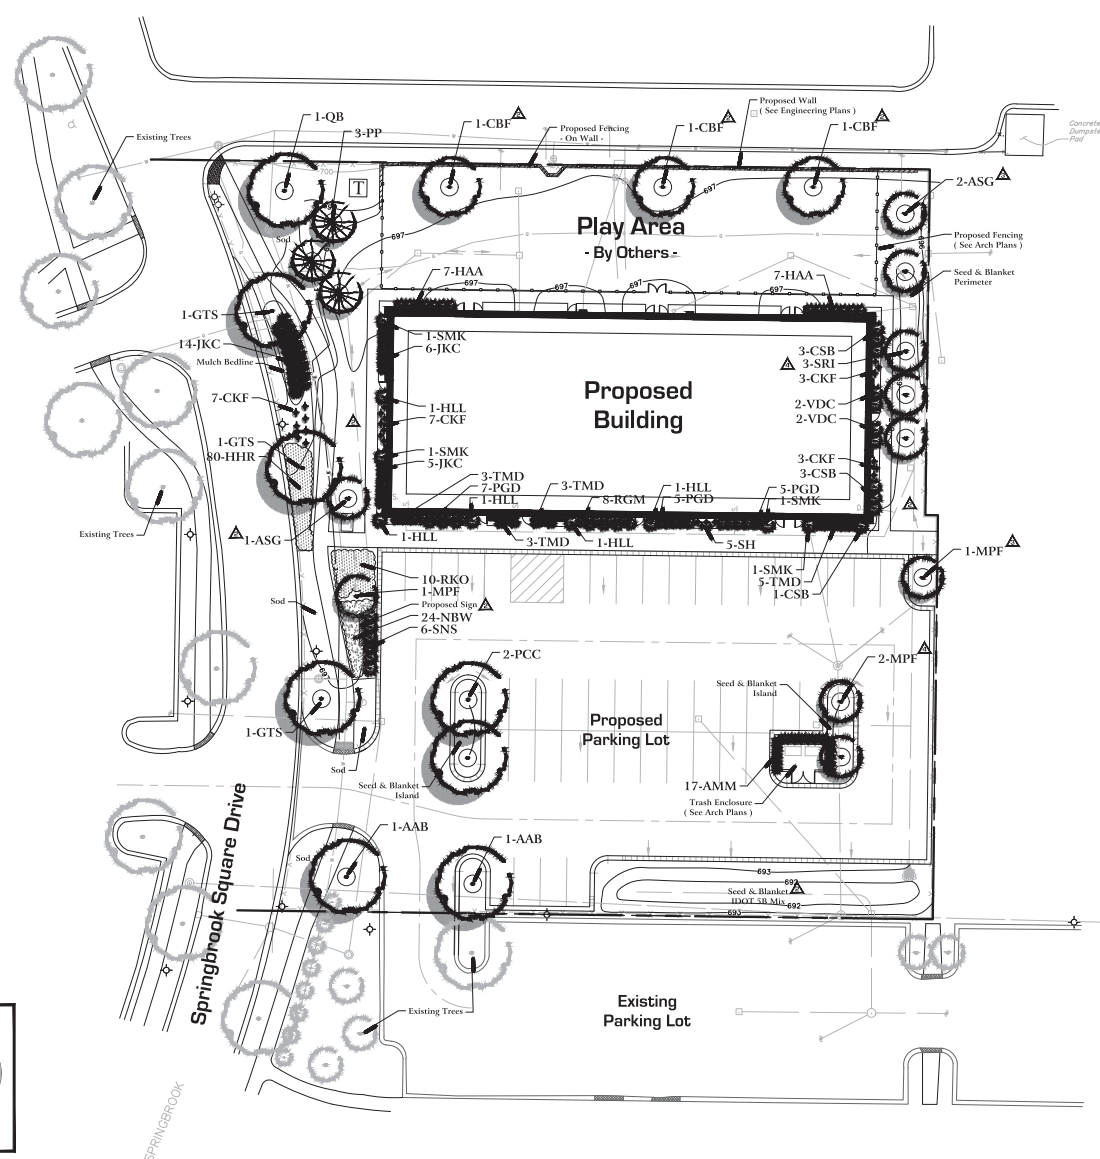 1-QB
3-PP
1-CBF
Proposed Fencing
- On Wall -
1-CBF
Proposed Wall
( See Engineering Plans )
1-CBF
Concrete
Dumpste
Pad
Existing Trees
700
T
2-ASG
697
697
Play Area
- By Others -
Sod
Proposed Fencing
( See Arch Plans )
696
7-HAA
7-HAA
Seed & Blanket
Perimeter
697
697
697
697
1-GTS
14-JKC
Mulch Bedline
1-SMK
6-JKC
3-CSB
3-SRI
3-CKF
Proposed
Building
7-CKF
1-HLL
7-CKF
2-VDC
2-VDC
1-GTS
80-HHR
1-SMK
5-JKC
3-CKF
3-CSB
3-TMD
7-PGD
1-HLL
3-TMD
8-RGM
1-HLL
5-PGD
5-PGD
1-SMK
Existing Trees
1-ASG
1-HLL
3-TMD
1-HLL
5-SH
1-MPF
1-SMK
5-TMD
1-CSB
10-RKO
1-MPF
Proposed Sign
24-NBW
6-SNS
Sod
697
2-PCC
2-MPF
Seed & Blanket
Island
Proposed
Parking Lot
1-GTS
Sod
Seed & Blanket
Island
17-AMM
Trash Enclosure
( See Arch Plans )
Springbrook Square Drive
1-AAB
1-AAB
Sod
693
692
Seed & Blanket
IDOT 5B Mix
692
693
Existing Trees
Existing
Parking Lot
SPRINGBROOK